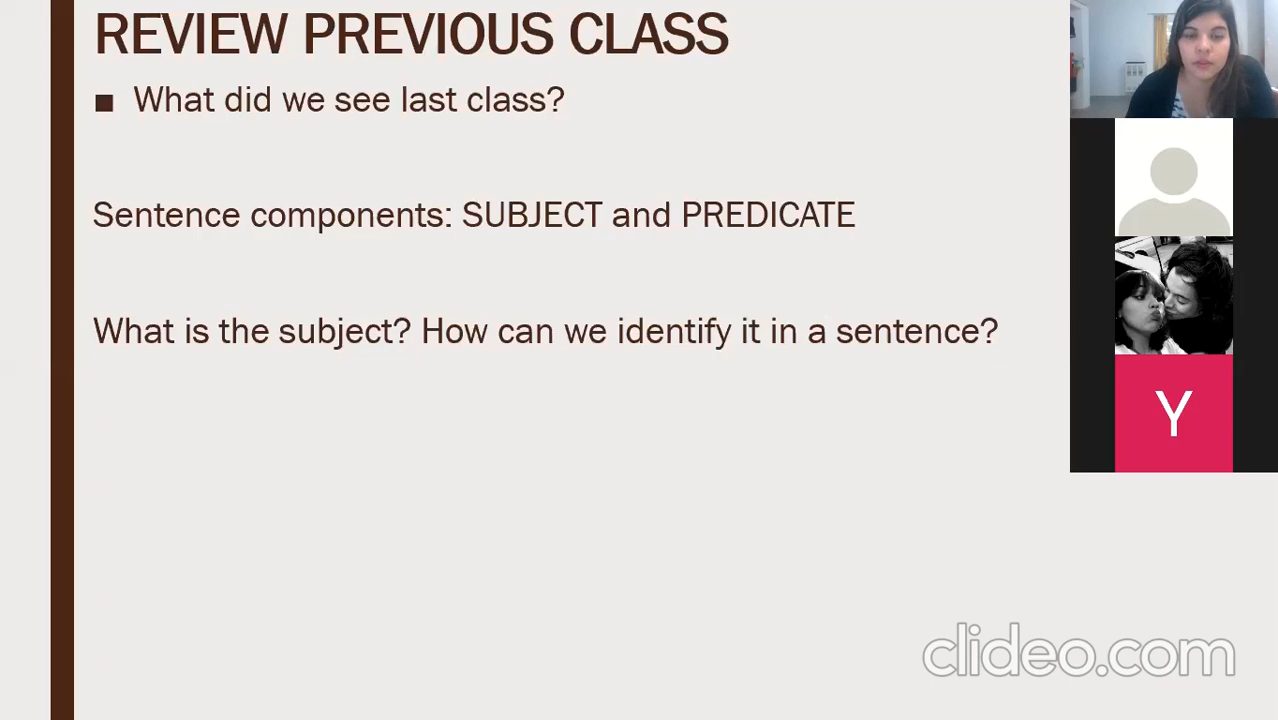 REVIEW PREVIOUS CLASS
What did we see last class?
Sentence components: SUBJECT and PREDICATE
What is the subject? How can we identify it in a sentence?
Y
clideo.com